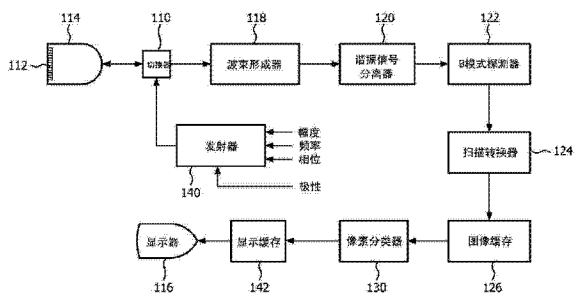 114
110
118
120
122
112
切换器
波束形成器
谐振信号
分离器
B模式探测器
发射器
幅度
频率
相位
极性
140
扫描转换器
124
显示器
显示缓存
像素分类器
图像缓存
116
142
130
126